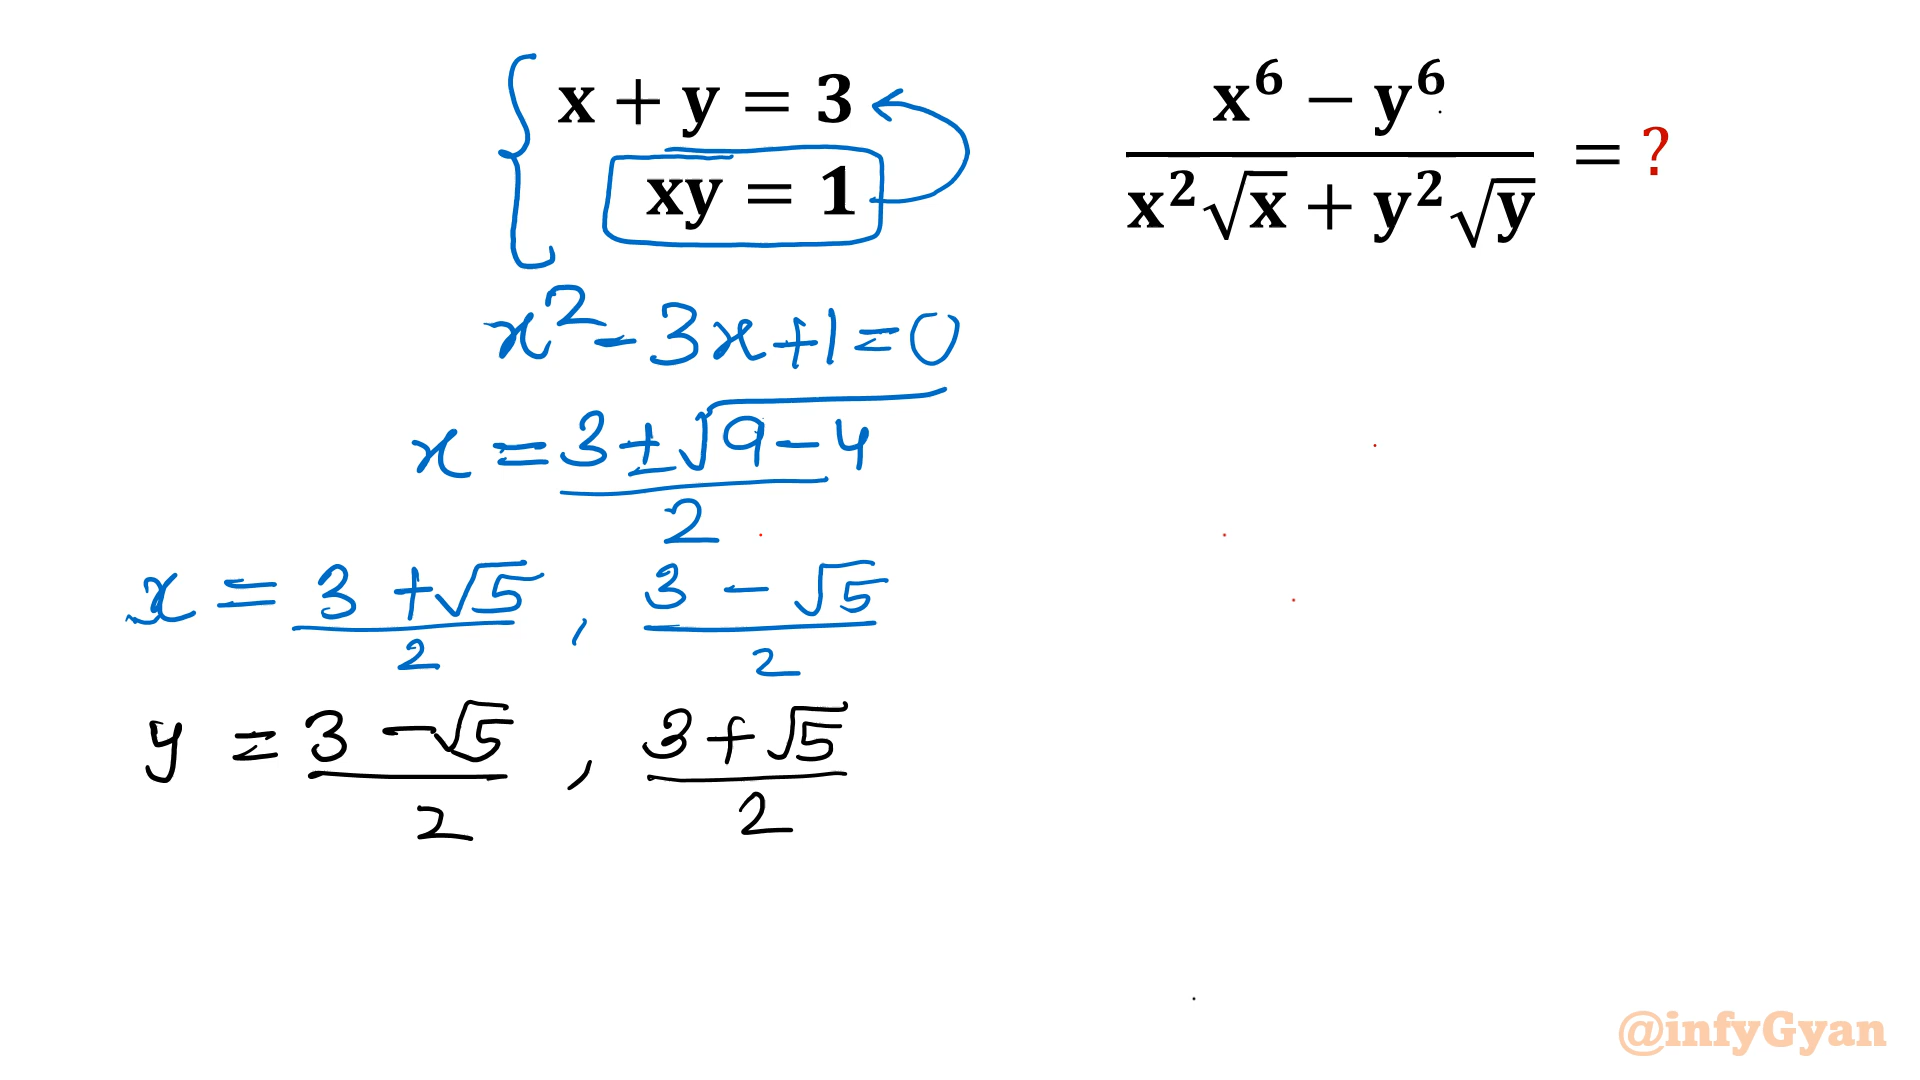 x + y = 3
xy = 1
x⁶ − y⁶
x²√x + y²√y
= ?
x² − 3x + 1 = 0
x = 3 ± √9 − 4
2
x = 3 + √5 , 3 − √5
2 2
y = 3 − √5 , 3 + √5
2 2
@infyGyan